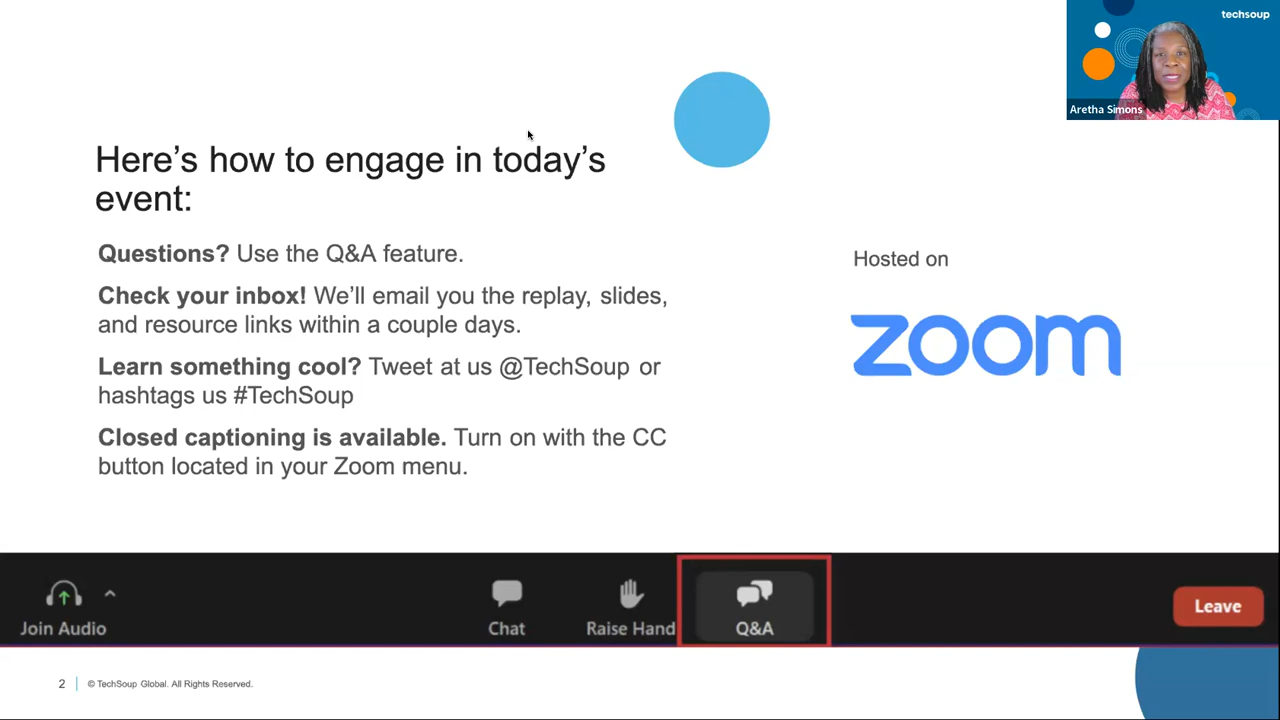 techsoup
Aretha Simons
Here’s how to engage in today’s
event:
Questions? Use the Q&A feature.
Check your inbox! We’ll email you the replay, slides,
and resource links within a couple days.
Learn something cool? Tweet at us @TechSoup or
hashtags us #TechSoup
Closed captioning is available. Turn on with the CC
button located in your Zoom menu.
Hosted on
zoom
Join Audio
Chat
Raise Hand
Q&A
Leave
2
© TechSoup Global. All Rights Reserved.